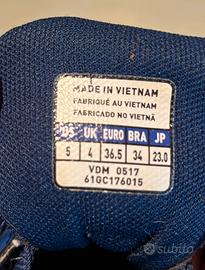 MADE IN VIETNAM
FABRIQUÉ AU VIETNAM
FABRICADO NO VIETNÃ
US UK EURO BRA JP
5 4 36.5 34 23.0
VDM 0517
61GC176015
subito